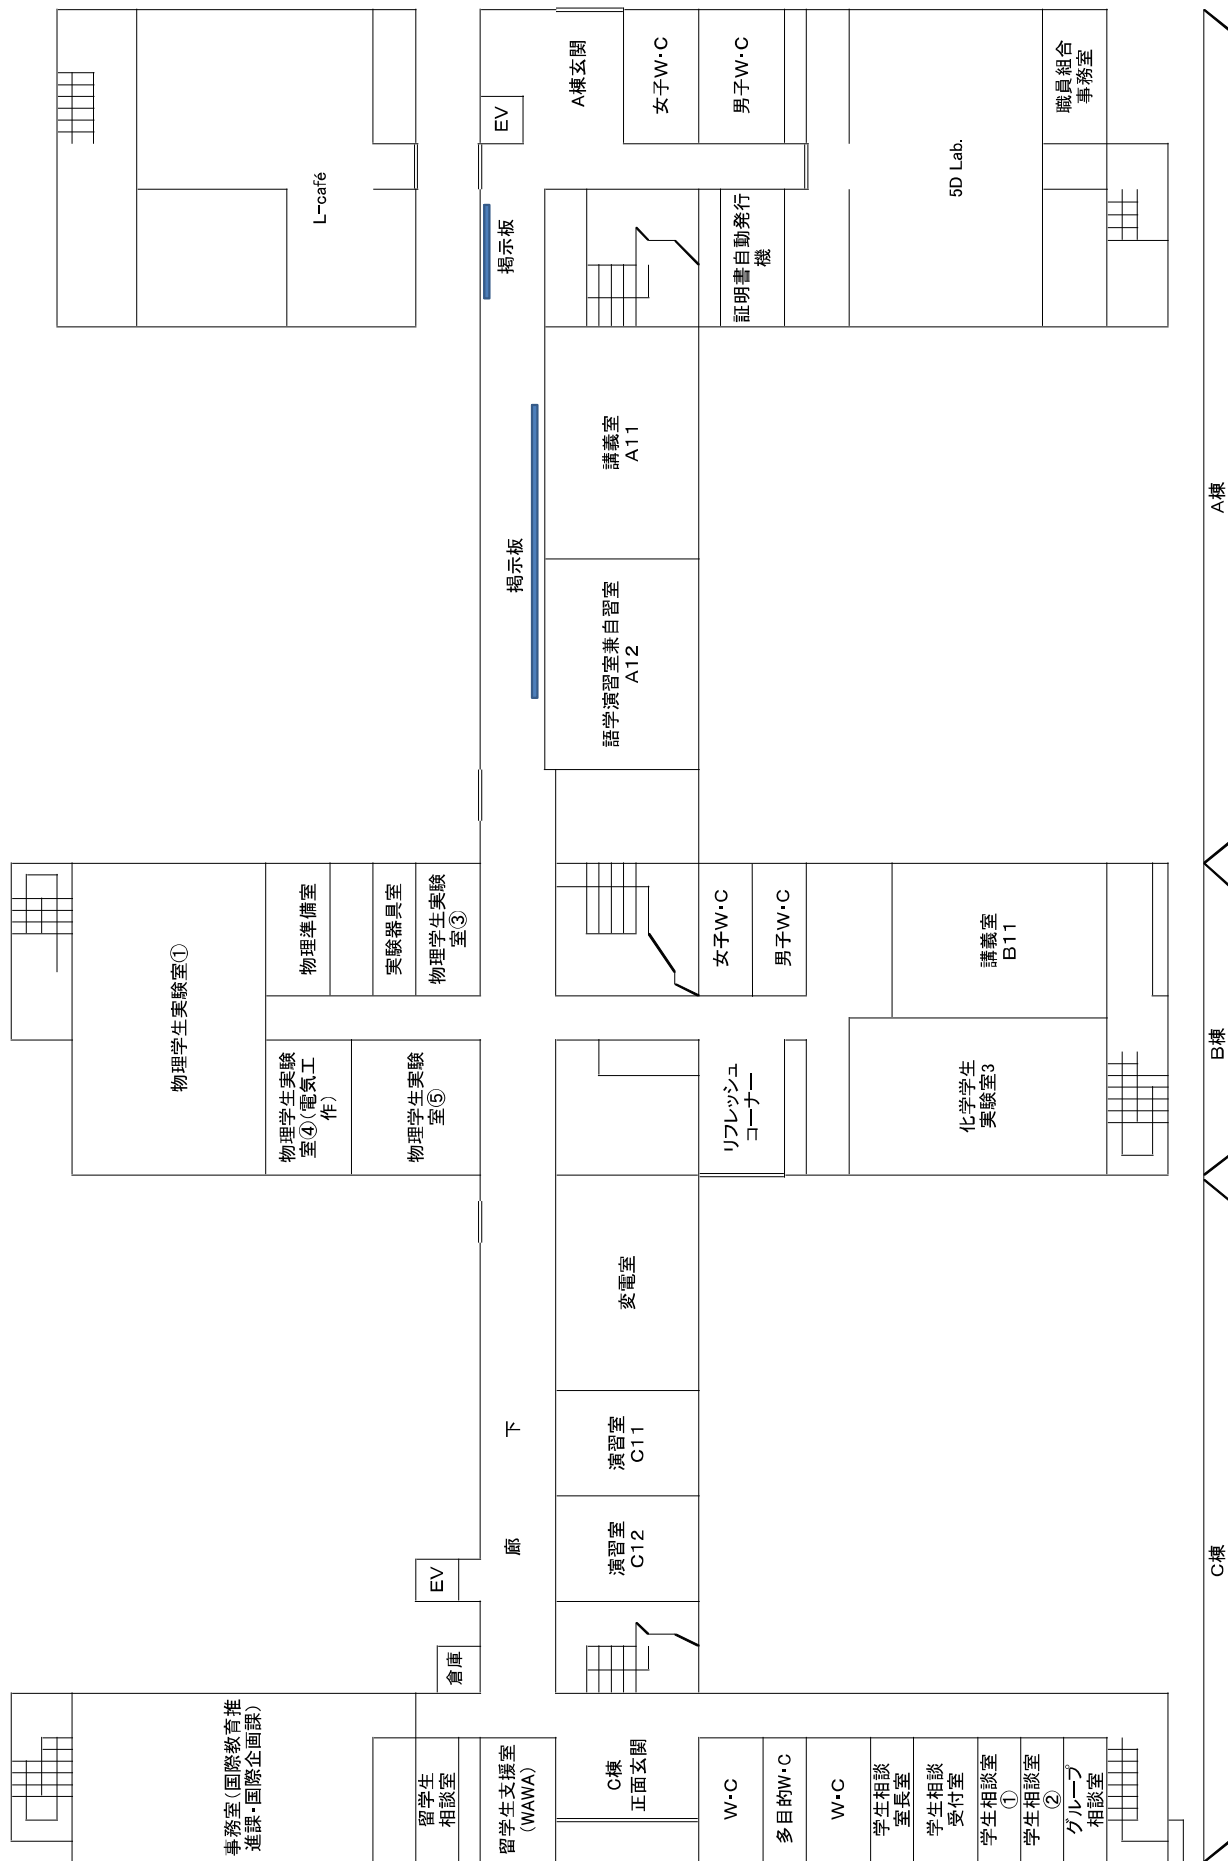 事務室(国際教育推
進課・国際企画課)
留学生
相談室
留学生支援室
(WAWA)
C棟
正面玄関
W・C
多目的W・C
W・C
学生相談
室長室
学生相談
受付室
学生相談室
①
学生相談室
②
グループ
相談室
倉庫
EV
廊
下
演習室
C12
演習室
C11
変電室
物理学生実験室①
物理学生実験
室④(電気工
作)
物理学生実験
室⑤
物理準備室
実験器具室
物理学生実験
室③
リフレッシュ
コーナー
女子W・C
男子W・C
化学学生
実験室3
講義室
B11
掲示板
語学演習室兼自習室
A12
講義室
A11
掲示板
L-café
EV
A棟玄関
女子W・C
男子W・C
証明書自動発行
機
5D Lab.
職員組合
事務室
C棟
B棟
A棟